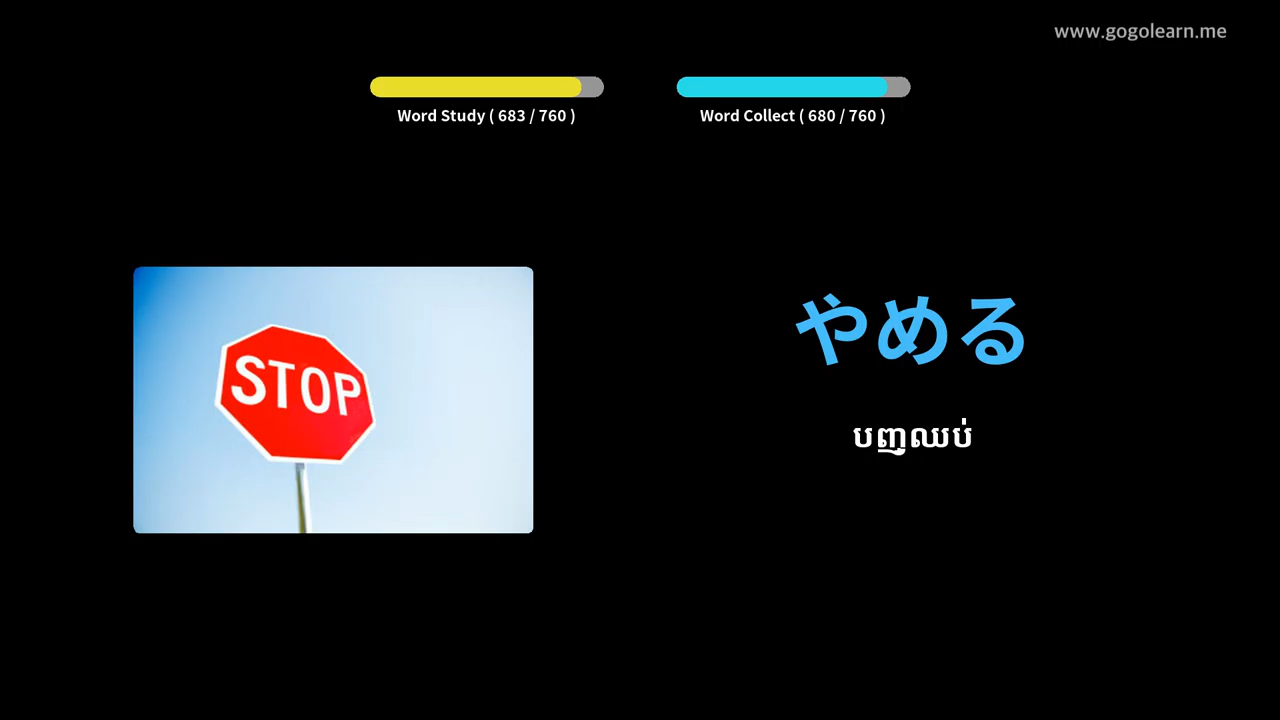 www.gogolearn.me
Word Study ( 683 / 760 )
Word Collect ( 680 / 760 )
STOP
やめる
បញ្ឈប់